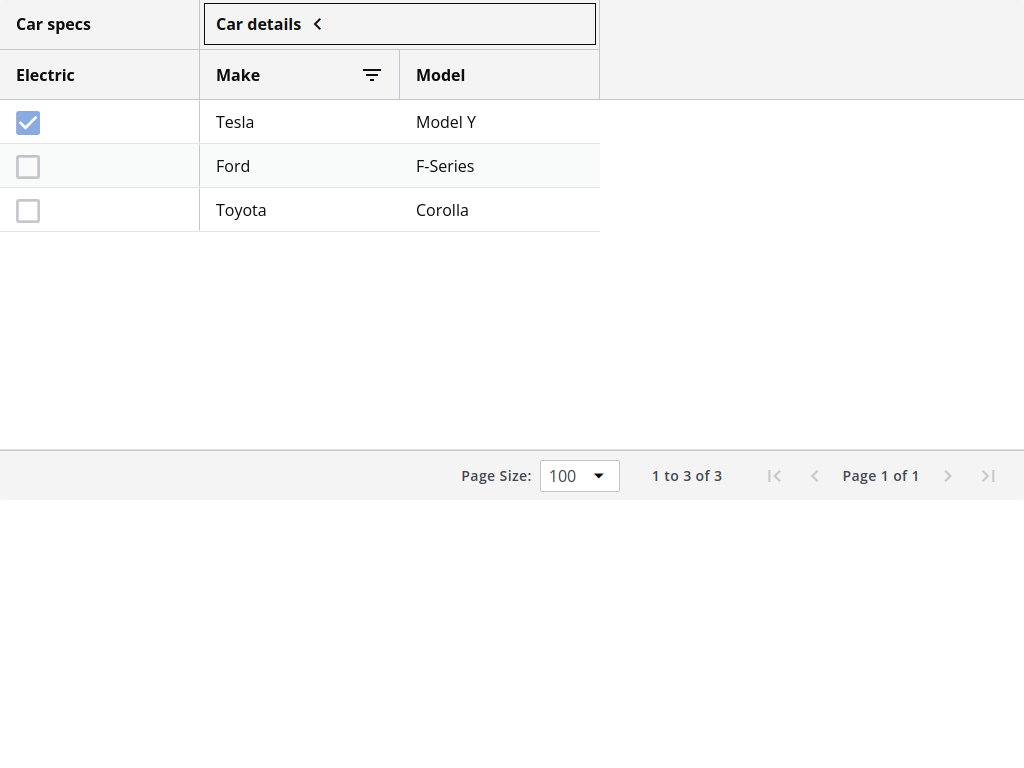 Car specs Car details
Electric Make Model
Tesla Model Y
Ford F-Series
Toyota Corolla
Page Size: 100 1 to 3 of 3 Page 1 of 1